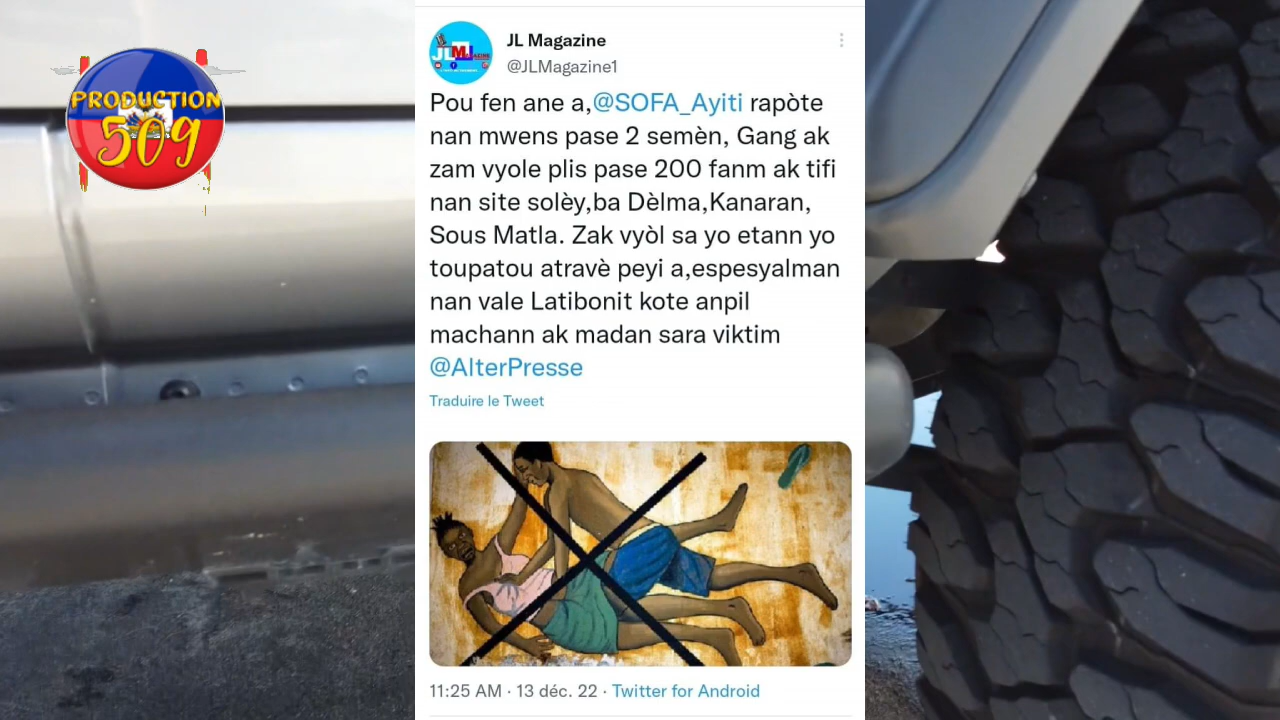 PRODUCTION
509
JL Magazine
@JLMagazine1
Pou fen ane a,@SOFA_Ayiti rapòte
nan mwens pase 2 semèn, Gang ak
zam vyole plis pase 200 fanm ak tifi
nan site solèy,ba Dèlma,Kanaran,
Sous Matla. Zak vyòl sa yo etann yo
toupatou atravè peyi a,espesyalman
nan vale Latibonit kote anpil
machann ak madan sara viktim
@AlterPresse
Traduire le Tweet
11:25 AM · 13 déc. 22 · Twitter for Android